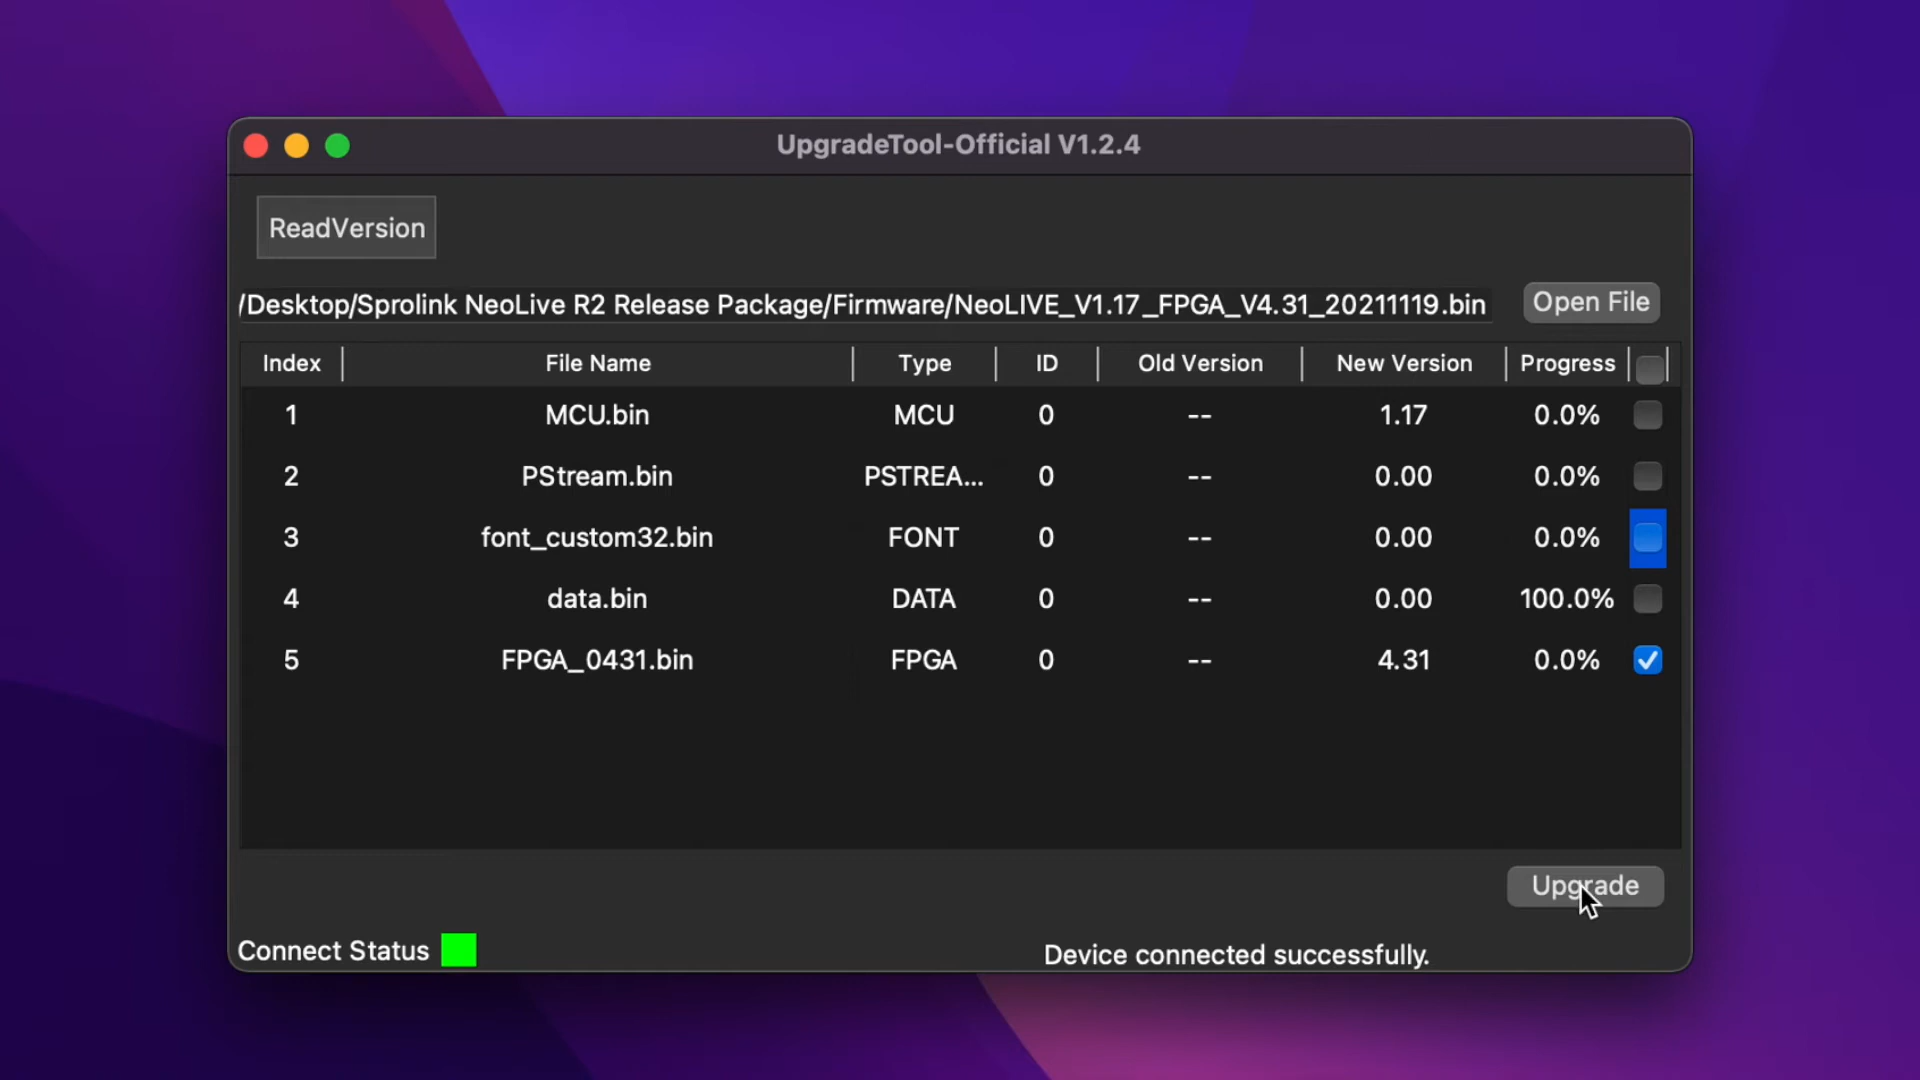 UpgradeTool-Official V1.2.4
ReadVersion
/Desktop/Sprolink NeoLive R2 Release Package/Firmware/NeoLIVE_V1.17_FPGA_V4.31_20211119.bin Open File
Index File Name Type ID Old Version New Version Progress
1 MCU.bin MCU 0 -- 1.17 0.0%
2 PStream.bin PSTREA... 0 -- 0.00 0.0%
3 font_custom32.bin FONT 0 -- 0.00 0.0%
4 data.bin DATA 0 -- 0.00 100.0%
5 FPGA_0431.bin FPGA 0 -- 4.31 0.0%
Upgrade
Connect Status Device connected successfully.